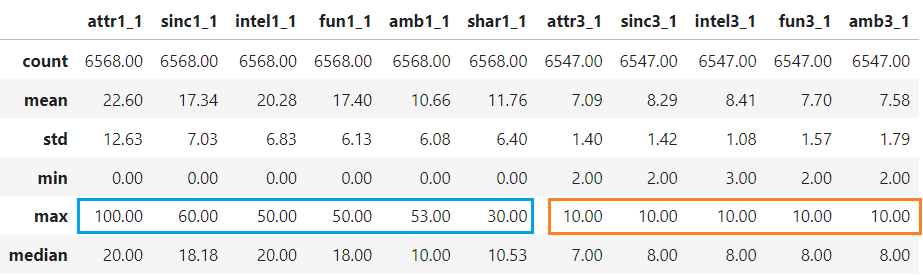 attr1_1 sinc1_1 intel1_1 fun1_1 amb1_1 shar1_1 attr3_1 sinc3_1 intel3_1 fun3_1 amb3_1
count 6568.00 6568.00 6568.00 6568.00 6568.00 6568.00 6547.00 6547.00 6547.00 6547.00 6547.00
mean 22.60 17.34 20.28 17.40 10.66 11.76 7.09 8.29 8.41 7.70 7.58
std 12.63 7.03 6.83 6.13 6.08 6.40 1.40 1.42 1.08 1.57 1.79
min 0.00 0.00 0.00 0.00 0.00 0.00 2.00 2.00 3.00 2.00 2.00
max 100.00 60.00 50.00 50.00 53.00 30.00 10.00 10.00 10.00 10.00 10.00
median 20.00 18.18 20.00 18.00 10.00 10.53 7.00 8.00 8.00 8.00 8.00